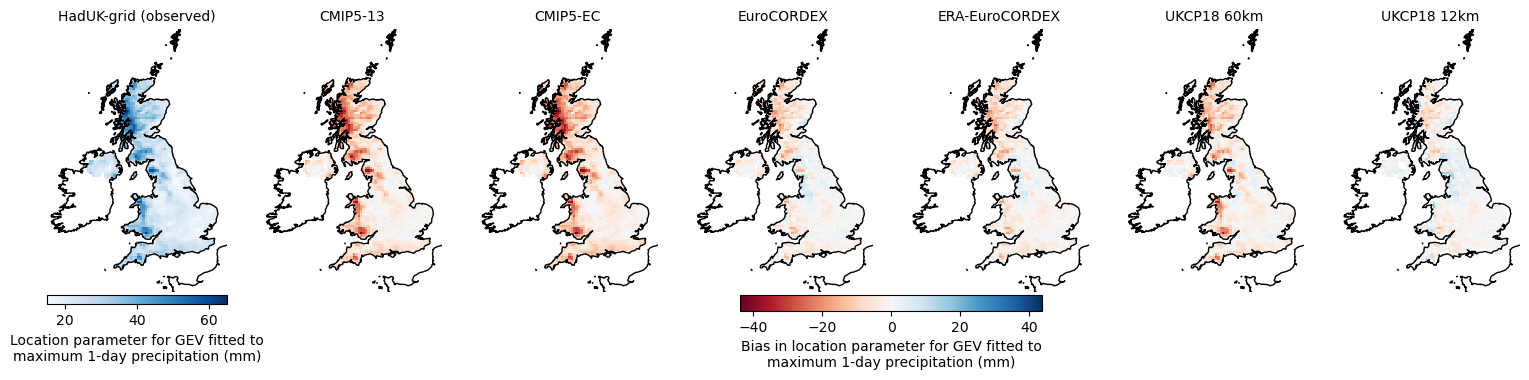 HadUK-grid (observed)
CMIP5-13
CMIP5-EC
EuroCORDEX
ERA-EuroCORDEX
UKCP18 60km
UKCP18 12km
20 40 60
Location parameter for GEV fitted to
maximum 1-day precipitation (mm)
−40 −20 0 20 40
Bias in location parameter for GEV fitted to
maximum 1-day precipitation (mm)